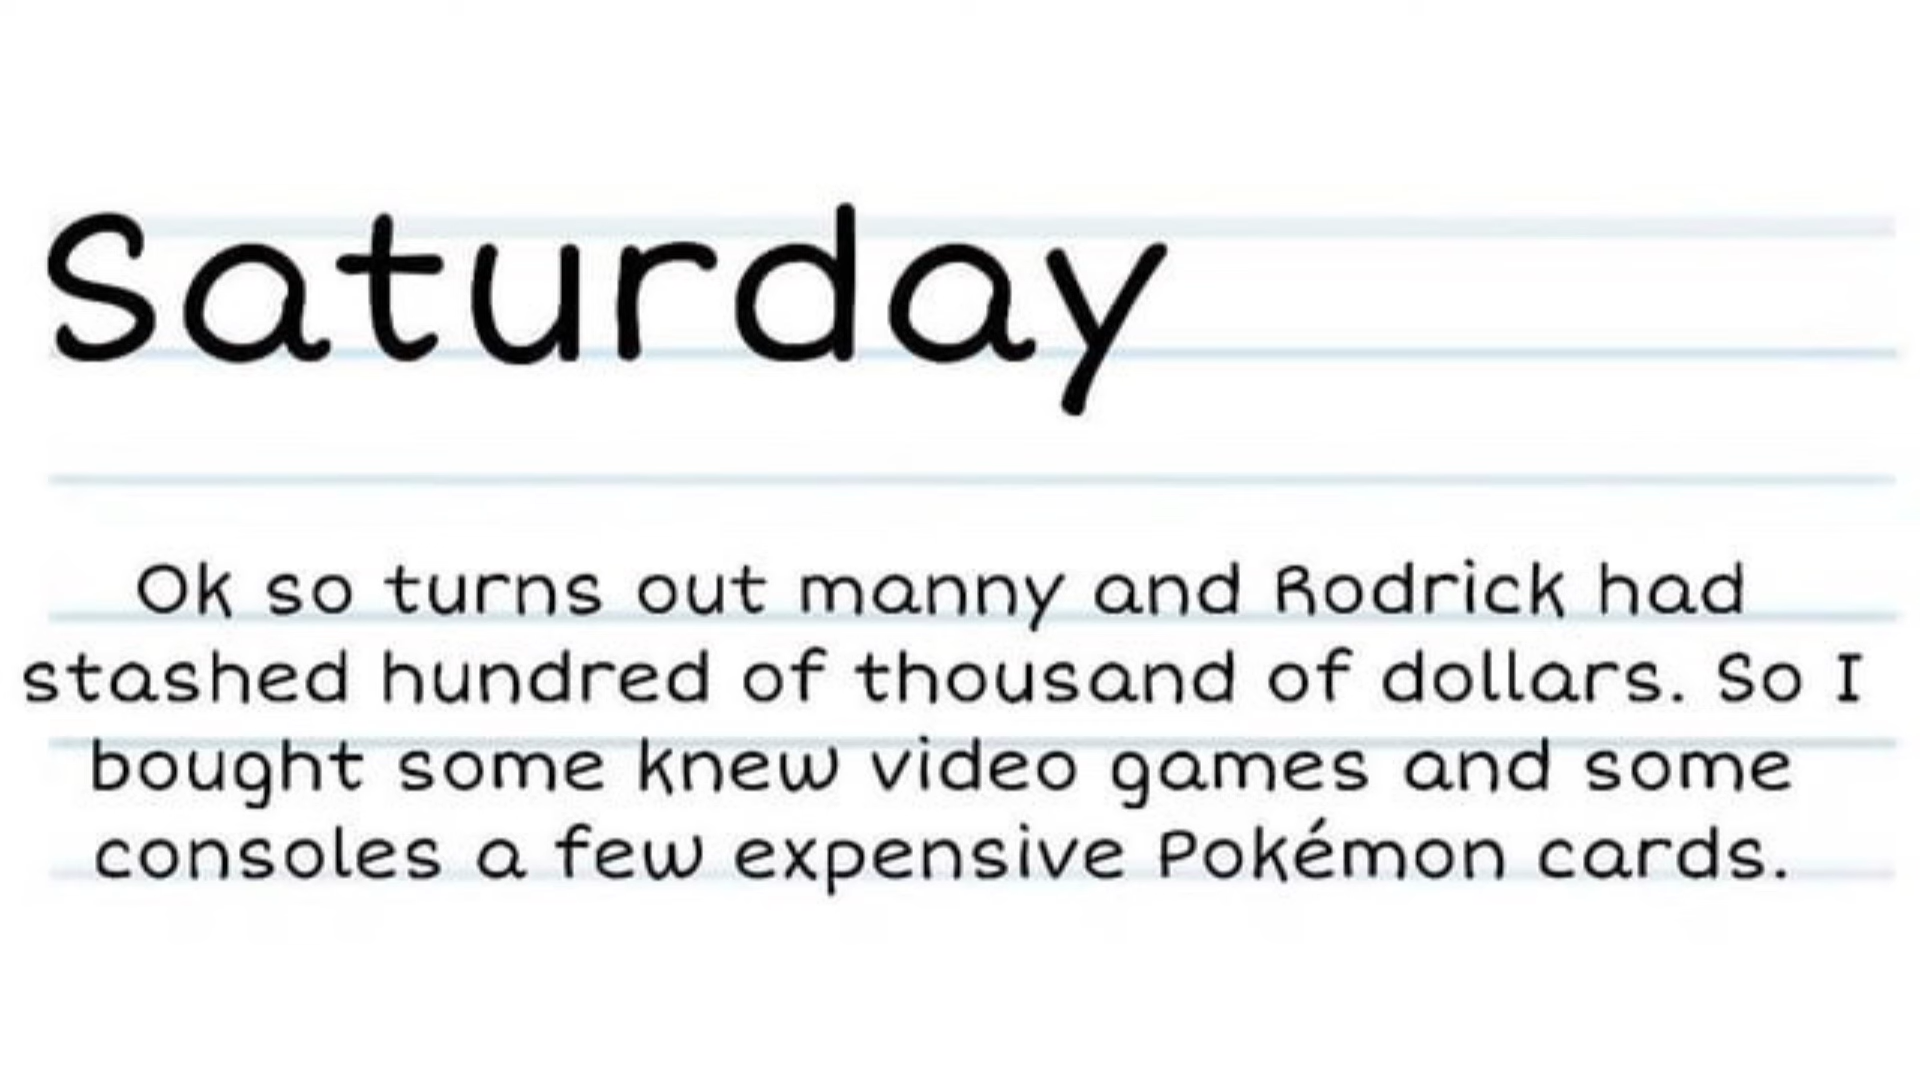 Saturday
Ok so turns out manny and Rodrick had
stashed hundred of thousand of dollars. So I
bought some knew video games and some
consoles a few expensive Pokémon cards.